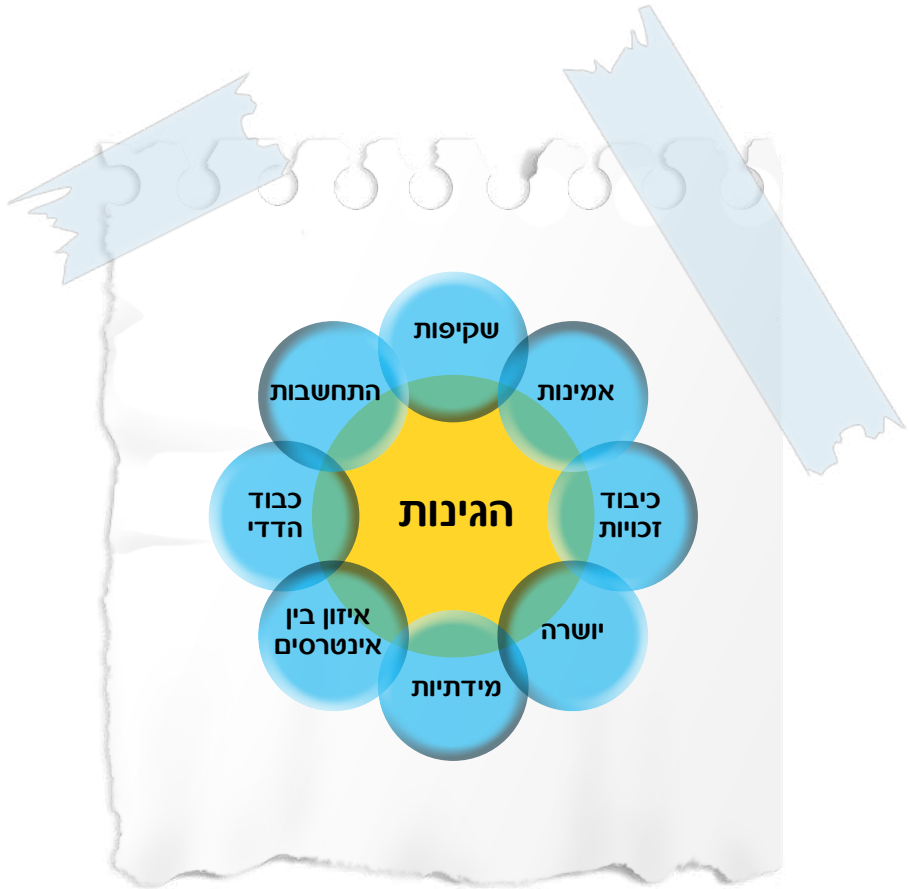 שקיפות
אמינות
התחשבות
כיבוד
זכויות
הגינות
כבוד
הדדי
יושרה
איזון בין
אינטרסים
מידתיות